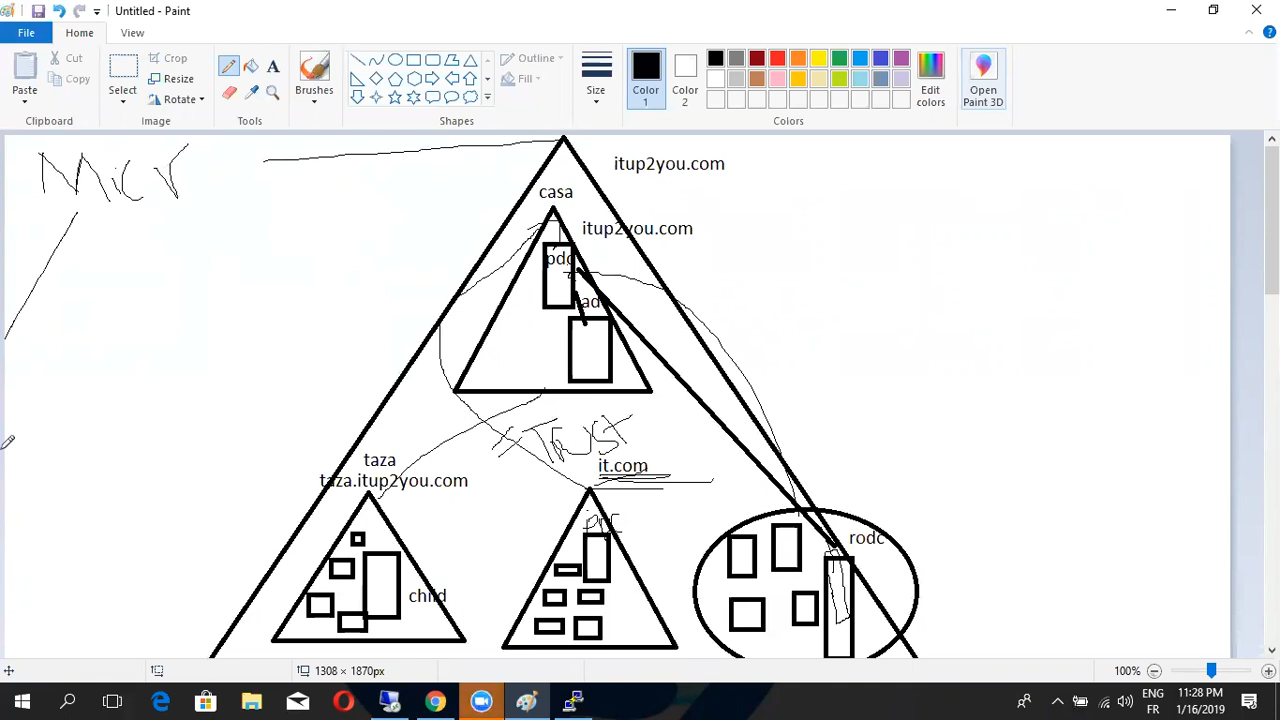 Untitled - Paint
File
Home
View
Paste
Cut
Copy
Clipboard
Select
Crop
Resize
Rotate
Image
A
Tools
Brushes
Shapes
Outline
Fill
Size
Color
1
Color
2
Edit
colors
Colors
Open
Paint 3D
itup2you.com
casa
itup2you.com
pdc
adc
TRUST
it.com
taza
taza.itup2you.com
rodc
child
1308 × 1870px
100%
ENG
FR
11:28 PM
1/16/2019